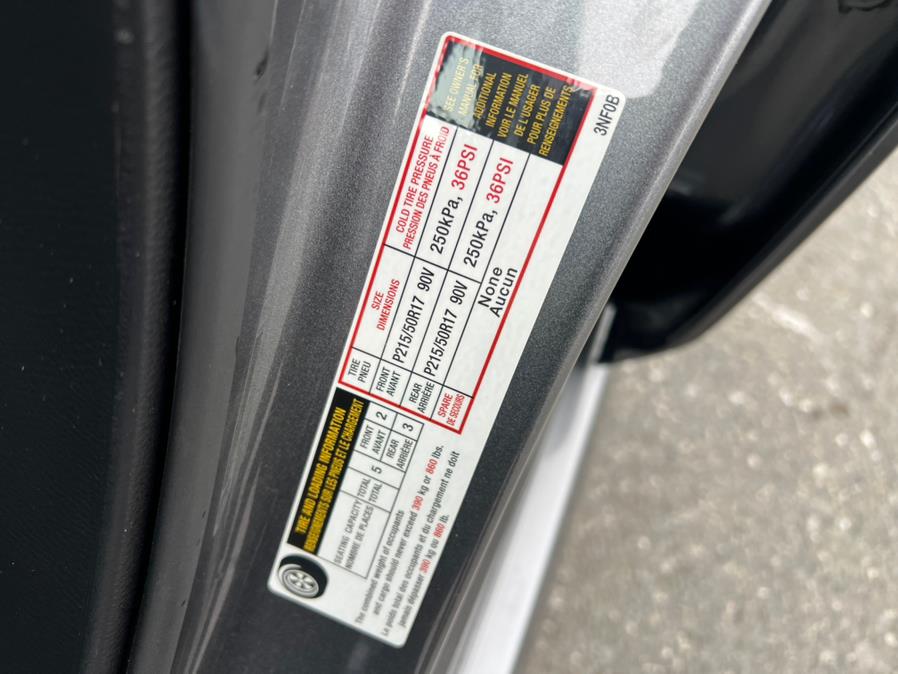 TIRE AND LOADING INFORMATION
RENSEIGNEMENTS SUR LES PNEUS ET LE CHARGEMENT
SEATING CAPACITY
NOMBRE DE PLACES
TOTAL
TOTAL
5
FRONT
AVANT
2
REAR
ARRIÈRE
3
The combined weight of occupants
and cargo should never exceed 390 kg or 860 lbs.
Le poids total des occupants et du chargement ne doit
jamais dépasser 390 kg ou 860 lb.
TIRE
PNEU
SIZE
DIMENSIONS
COLD TIRE PRESSURE
PRESSION DES PNEUS À FROID
FRONT
AVANT
P215/50R17 90V
250kPa, 36PSI
REAR
ARRIÈRE
P215/50R17 90V
250kPa, 36PSI
SPARE
DE SECOURS
None
Aucun
SEE OWNER'S
MANUAL FOR
ADDITIONAL
INFORMATION
VOIR LE MANUEL
DE L'USAGER
POUR PLUS DE
RENSEIGNEMENTS
3NF0B